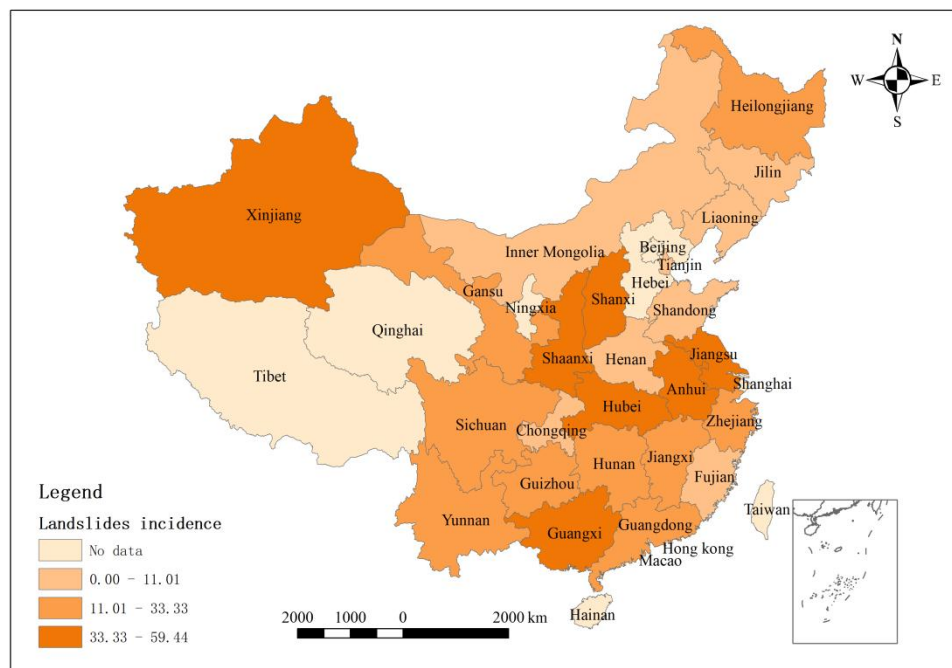 N
W E
S
Heilongjiang
Jilin
Xinjiang
Liaoning
Inner Mongolia
Beijing
Tianjin
Gansu
Hebei
Ningxia
Shanxi
Shandong
Qinghai
Shaanxi
Henan
Jiangsu
Tibet
Anhui
Shanghai
Hubei
Zhejiang
Sichuan
Chongqing
Hunan
Jiangxi
Guizhou
Fujian
Legend
Taiwan
Landslides incidence
Yunnan
Guangxi
Guangdong
Hong kong
Macao
No data
0.00 - 11.01
11.01 - 33.33
33.33 - 59.44
Hainan
2000 1000 0 2000 km